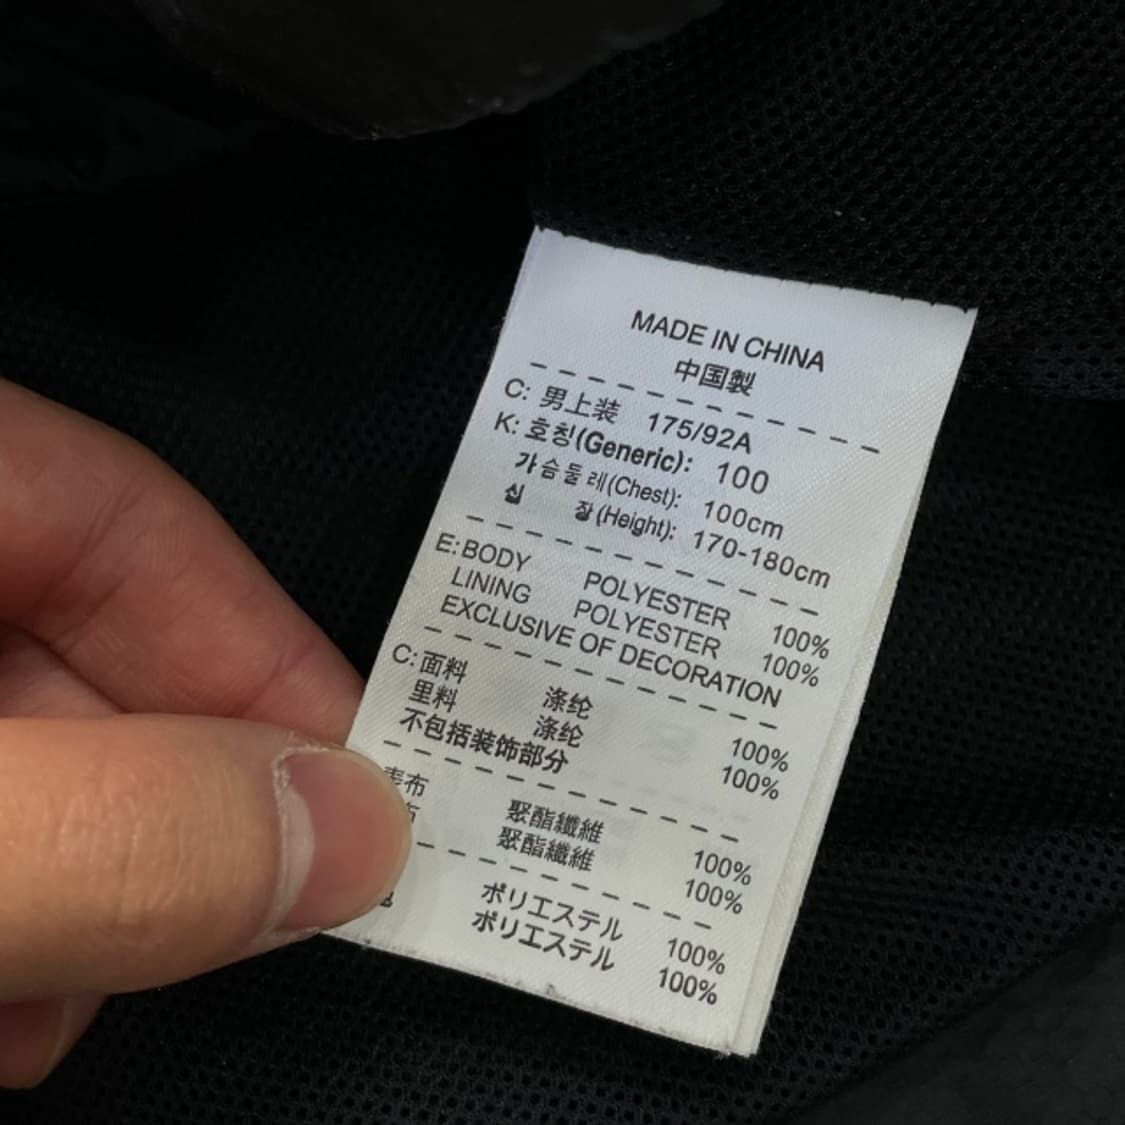 MADE IN CHINA
中国製
C: 男上装 175/92A
K: 호칭(Generic): 100
가슴둘레(Chest): 100cm
신 장(Height): 170-180cm
E: BODY POLYESTER 100%
LINING POLYESTER 100%
EXCLUSIVE OF DECORATION
C: 面料 涤纶 100%
里料 涤纶 100%
不包括装饰部分
表布 聚酯纖維 100%
布 聚酯纖維 100%
ポリエステル 100%
ポリエステル 100%